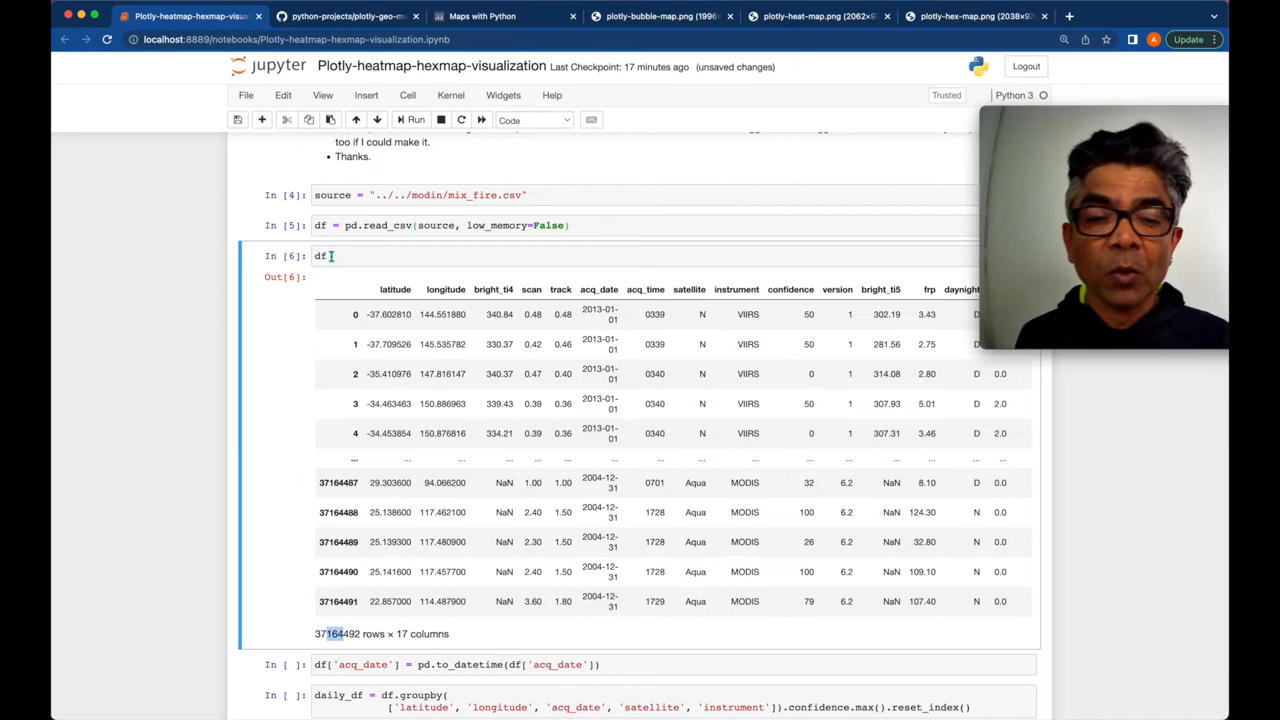 Plotly-heatmap-hexmap-visu
python-projects/plotly-geo-m
Maps with Python
plotly-bubble-map.png (1996×
plotly-heat-map.png (2062×9
plotly-hex-map.png (2038×97
localhost:8889/notebooks/Plotly-heatmap-hexmap-visualization.ipynb
A
Update
jupyter
Plotly-heatmap-hexmap-visualization Last Checkpoint: 17 minutes ago (unsaved changes)
Logout
File Edit View Insert Cell Kernel Widgets Help
Trusted
Python 3
Run
Code
too if I could make it.
• Thanks.
In [4]: source = "../../modin/mix_fire.csv"
In [5]: df = pd.read_csv(source, low_memory=False)
In [6]: df
Out[6]:
latitude longitude bright_ti4 scan track acq_date acq_time satellite instrument confidence version bright_ti5 frp daynight
0 -37.602810 144.551880 340.84 0.48 0.48 2013-01-01 0339 N VIIRS 50 1 302.19 3.43 D
1 -37.709526 145.535782 330.37 0.42 0.46 2013-01-01 0339 N VIIRS 50 1 281.56 2.75
2 -35.410976 147.816147 340.37 0.47 0.40 2013-01-01 0340 N VIIRS 0 1 314.08 2.80 D 0.0
3 -34.463463 150.886963 339.43 0.39 0.36 2013-01-01 0340 N VIIRS 50 1 307.93 5.01 D 2.0
4 -34.453854 150.876816 334.21 0.39 0.36 2013-01-01 0340 N VIIRS 0 1 307.31 3.46 D 2.0
... ... ... ... ... ... ... ... ... ... ... ... ... ... ... ...
37164487 29.303600 94.066200 NaN 1.00 1.00 2004-12-31 0701 Aqua MODIS 32 6.2 NaN 8.10 D 0.0
37164488 25.138600 117.462100 NaN 2.40 1.50 2004-12-31 1728 Aqua MODIS 100 6.2 NaN 124.30 N 0.0
37164489 25.139300 117.480900 NaN 2.30 1.50 2004-12-31 1728 Aqua MODIS 26 6.2 NaN 32.80 N 0.0
37164490 25.141600 117.457700 NaN 2.40 1.50 2004-12-31 1728 Aqua MODIS 100 6.2 NaN 109.10 N 0.0
37164491 22.857000 114.487900 NaN 3.60 1.80 2004-12-31 1729 Aqua MODIS 79 6.2 NaN 107.40 N 0.0
37164492 rows × 17 columns
In [ ]: df['acq_date'] = pd.to_datetime(df['acq_date'])
In [ ]: daily_df = df.groupby(
['latitude', 'longitude', 'acq_date', 'satellite', 'instrument']).confidence.max().reset_index()